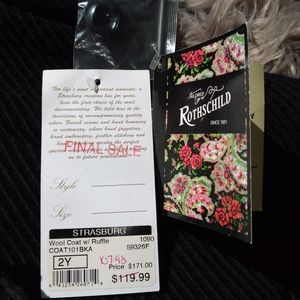 For life's most important moments, a
Strasburg creation has for years,
been the first choice of the most
discriminating. We hold true to the
traditions of uncompromising quality
where French seams and hand hemming
is customary, where hand fagoting,
hand embroidery, feather stitching and
FINAL SALE
to future generations.
Style
Size
STRASBURG
Wool Coat w/ Ruffle 1090
COAT101BKA 59326F
2Y
107.98
Price $171.00
$119.99
ROTHSCHILD
SINCE 1881